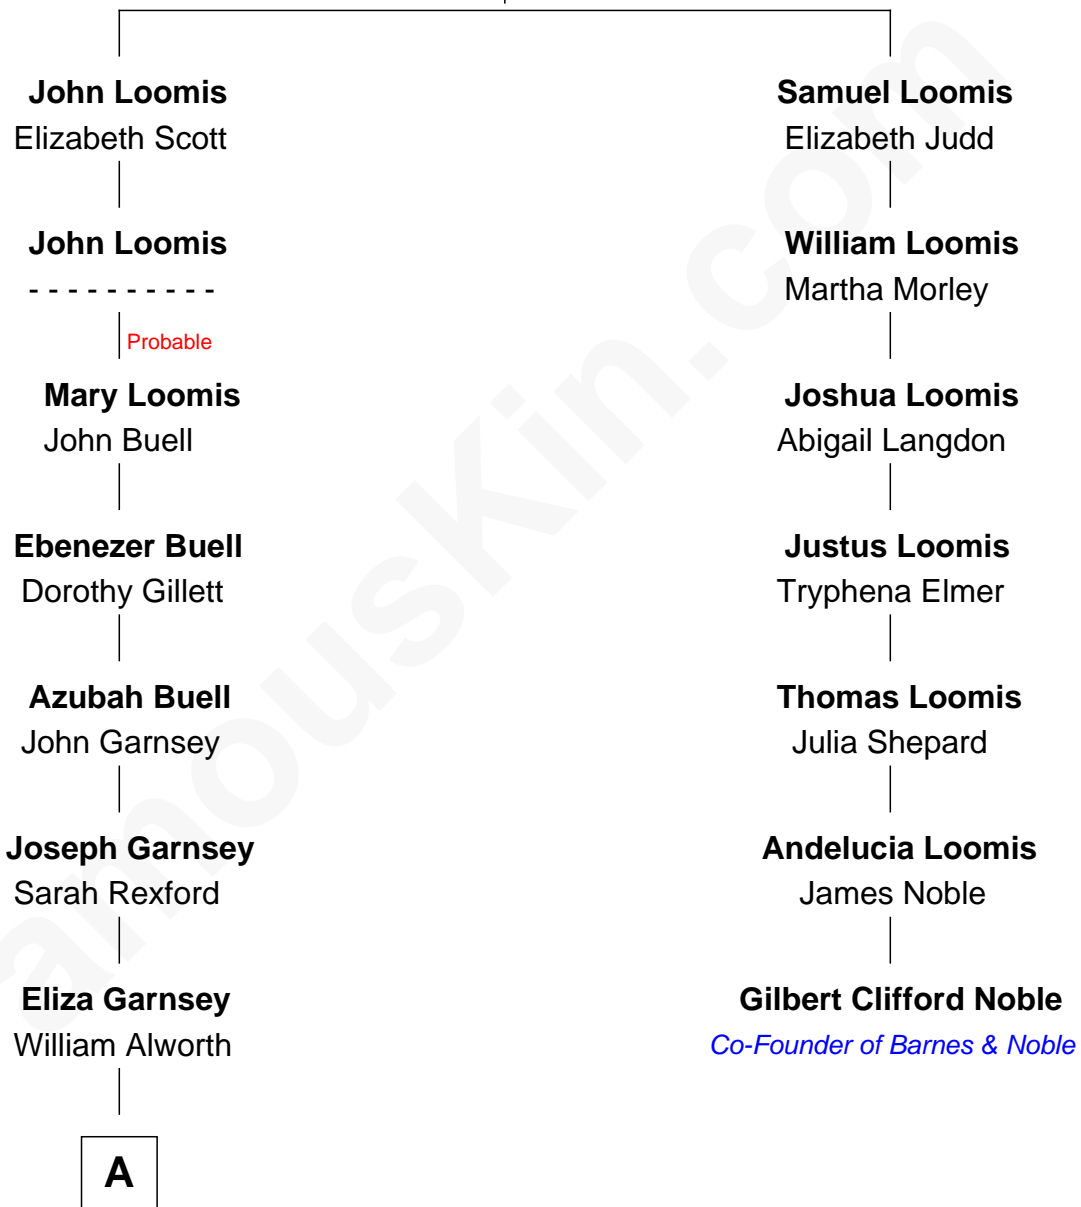 John Loomis
Elizabeth Scott
John Loomis
- - - - - - - - - -
Probable
Mary Loomis
John Buell
Ebenezer Buell
Dorothy Gillett
Azubah Buell
John Garnsey
Joseph Garnsey
Sarah Rexford
Eliza Garnsey
William Alworth
A
Samuel Loomis
Elizabeth Judd
William Loomis
Martha Morley
Joshua Loomis
Abigail Langdon
Justus Loomis
Tryphena Elmer
Thomas Loomis
Julia Shepard
Andelucia Loomis
James Noble
Gilbert Clifford Noble
Co-Founder of Barnes & Noble
amousKin.com